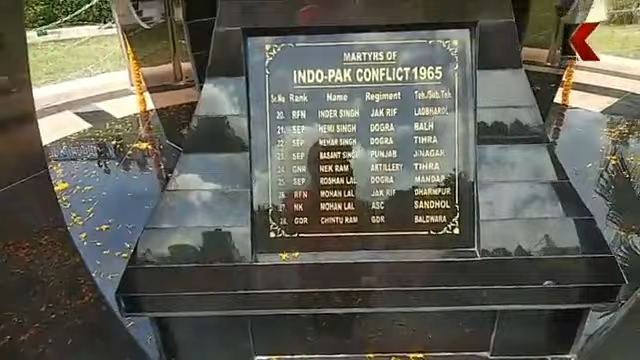 MARTYRS OF
INDO-PAK CONFLICT 1965
Sr.No Rank Name Regiment Teh./Sub.Teh.
20. RFN INDER SINGH JAK RIF LADBHAROL
21. SEP HEMI SINGH DOGRA BALH
22. SEP MEHAR SINGH DOGRA TIHRA
23. SEP BASANT SINGH PUNJAB JINAGAR
24. GNR NEK RAM ARTILLERY TIHRA
25. SEP ROSHAN LAL DOGRA MANDAP
26. RFN MOHAN LAL JAK RIF DHARMPUR
27. NK MOHAN LAL ASC SANDHOL
28. GDR CHINTU RAM GDR BALDWARA